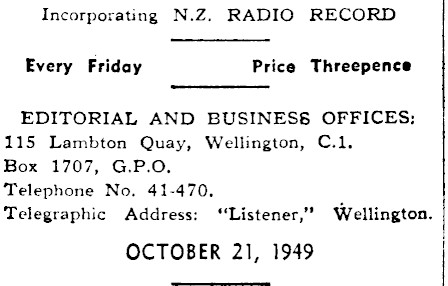 Incorporating N.Z. RADIO RECORD
Every Friday Price Threepence
EDITORIAL AND BUSINESS OFFICES:
115 Lambton Quay, Wellington, C.1.
Box 1707, G.P.O.
Telephone No. 41-470.
Telegraphic Address: "Listener," Wellington.
OCTOBER 21, 1949